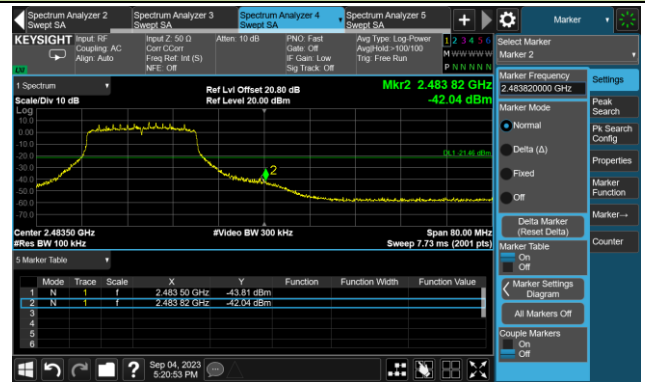 Spectrum Analyzer 2
Swept SA
Spectrum Analyzer 3
Swept SA
Spectrum Analyzer 4
Swept SA
Spectrum Analyzer 5
Swept SA
+
Marker
KEYSIGHT
Input: RF
Coupling: AC
Align: Auto
Input Z: 50 Ω
Corr CCorr
Freq Ref: Int (S)
NFE: Off
Atten: 10 dB
PNO: Fast
Gate: Off
IF Gain: Low
Sig Track: Off
Avg Type: Log-Power
Avg|Hold:>100/100
Trig: Free Run
1 2 3 4 5 6
M W W W W W
P N N N N N
Select Marker
Marker 2
1 Spectrum
Scale/Div 10 dB
Ref Lvl Offset 20.80 dB
Ref Level 20.00 dBm
Mkr2 2.483 82 GHz
-42.04 dBm
Log
10.0
0.00
-10.0
-20.0
-30.0
-40.0
-50.0
-60.0
-70.0
DL1 -21.46 dBm
2
Center 2.48350 GHz
#Res BW 100 kHz
#Video BW 300 kHz
Span 80.00 MHz
Sweep 7.73 ms (2001 pts)
5 Marker Table
Mode Trace Scale X Y Function Function Width Function Value
1 N 1 f 2.483 50 GHz -43.81 dBm
2 N 1 f 2.483 82 GHz -42.04 dBm
3
4
5
6
Marker Frequency
2.483820000 GHz
Marker Mode
Normal
Delta (Δ)
Fixed
Off
Delta Marker
(Reset Delta)
Marker Table
On
Off
Marker Settings
Diagram
All Markers Off
Couple Markers
On
Off
Settings
Peak
Search
Pk Search
Config
Properties
Marker
Function
Marker→
Counter
?
Sep 04, 2023
5:20:53 PM